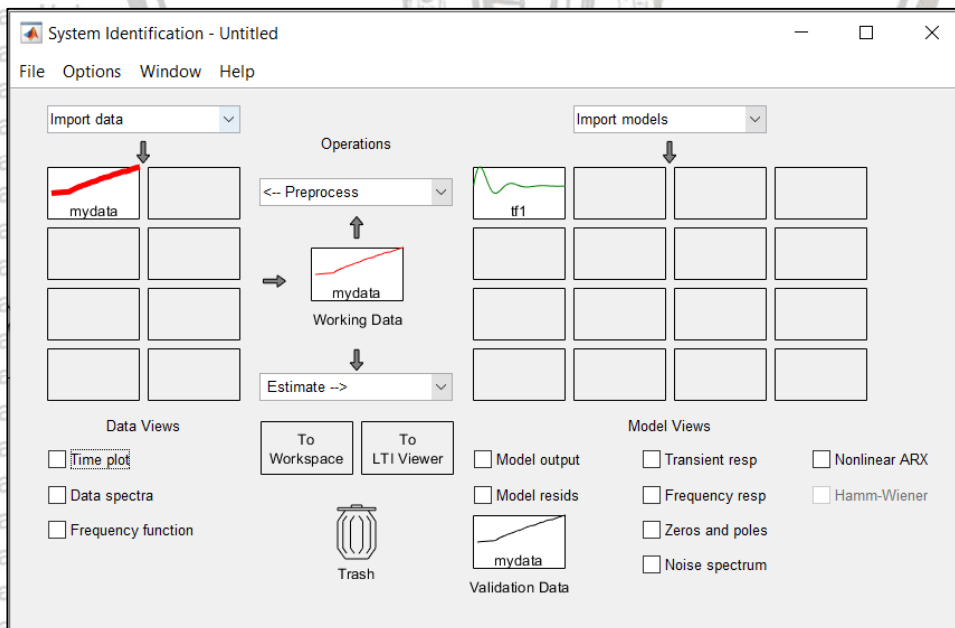 System Identification - Untitled
File Options Window Help
Import data
Import models
Operations
<-- Preprocess
mydata
tf1
mydata
Working Data
Estimate -->
Data Views
To Workspace
To LTI Viewer
Model Views
Time plot
Model output
Transient resp
Nonlinear ARX
Data spectra
Model resids
Frequency resp
Hamm-Wiener
Frequency function
Zeros and poles
mydata
Noise spectrum
Trash
Validation Data